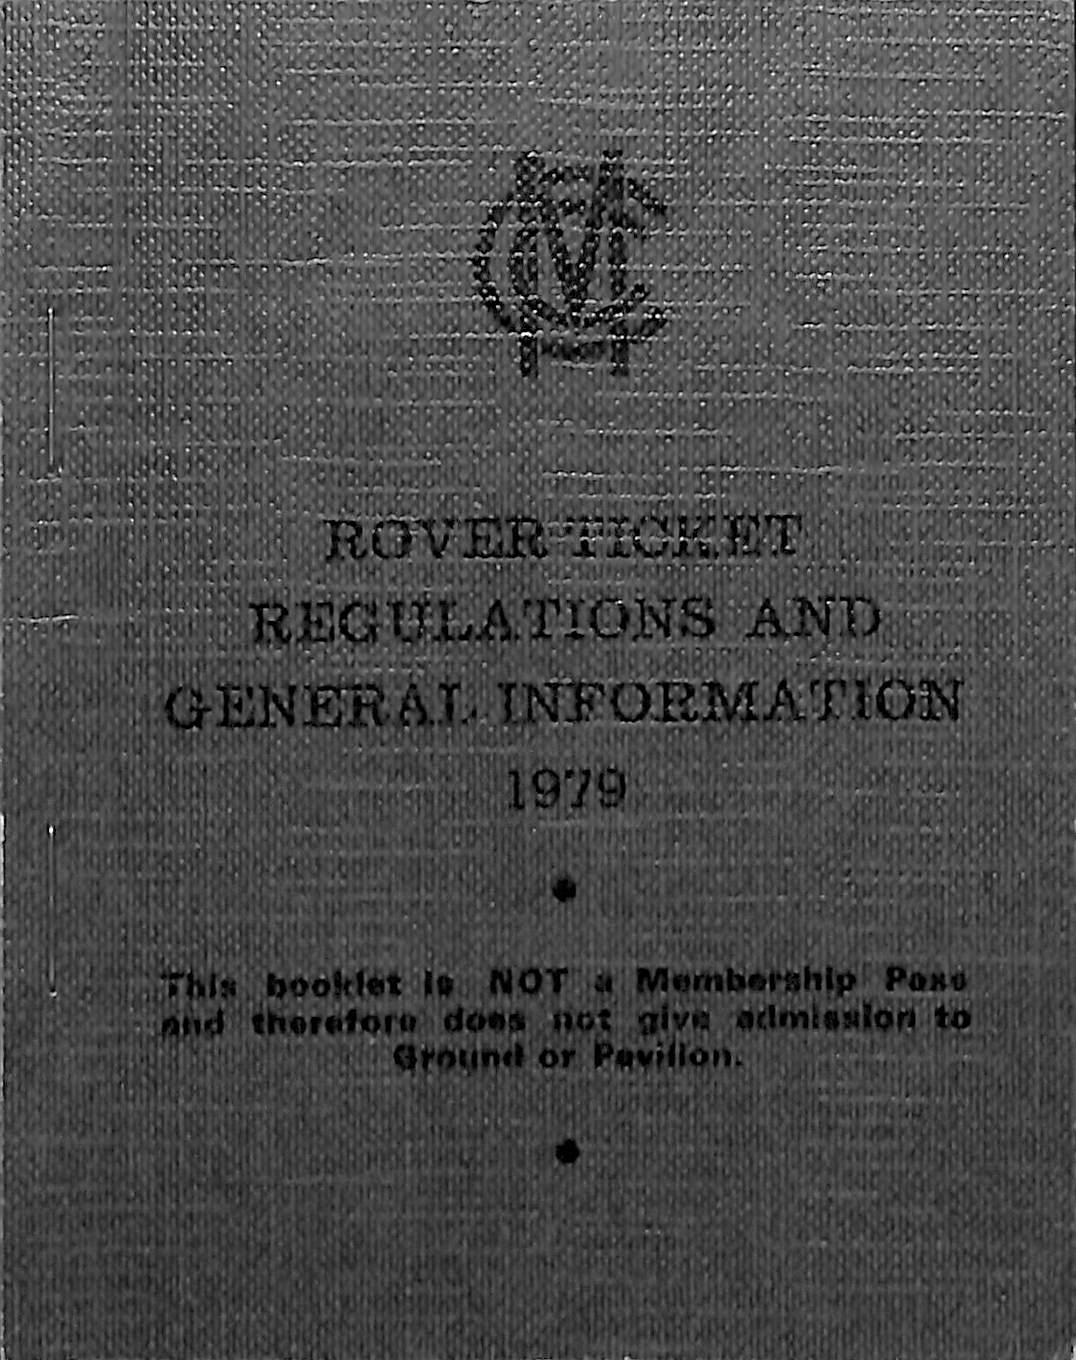 MCC
ROVER TICKET
REGULATIONS AND
GENERAL INFORMATION
1979
This booklet is NOT a Membership Pass
and therefore does not give admission to
Ground or Pavilion.